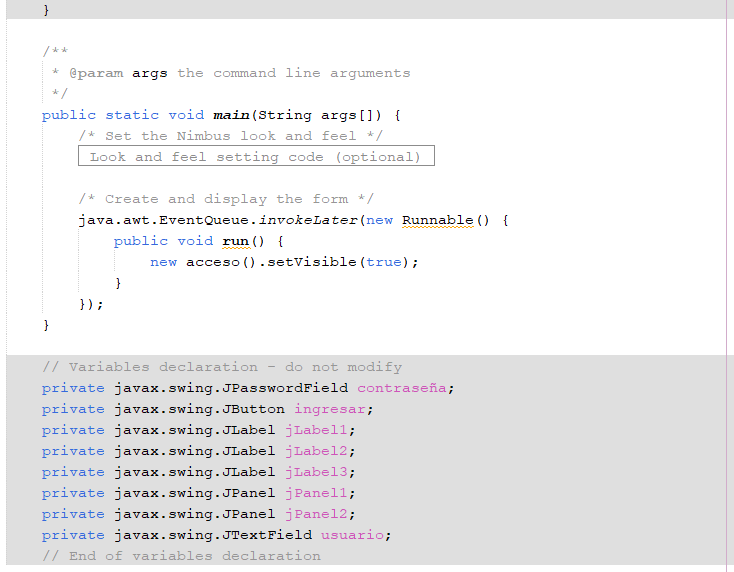 }
/**
* @param args the command line arguments
*/
public static void main(String args[]) {
/* Set the Nimbus look and feel */
Look and feel setting code (optional)
/* Create and display the form */
java.awt.EventQueue.invokeLater(new Runnable() {
public void run() {
new acceso().setVisible(true);
}
});
}
// Variables declaration - do not modify
private javax.swing.JPasswordField contraseña;
private javax.swing.JButton ingresar;
private javax.swing.JLabel jLabel1;
private javax.swing.JLabel jLabel2;
private javax.swing.JLabel jLabel3;
private javax.swing.JPanel jPanel1;
private javax.swing.JPanel jPanel2;
private javax.swing.JTextField usuario;
// End of variables declaration